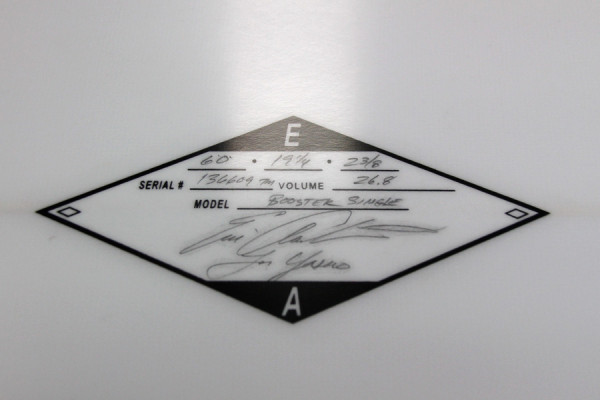 E
6'0" • 19 1/4 • 2 3/8
SERIAL # 136609 VOLUME 26.8
MODEL BOOSTER SINGLE
A